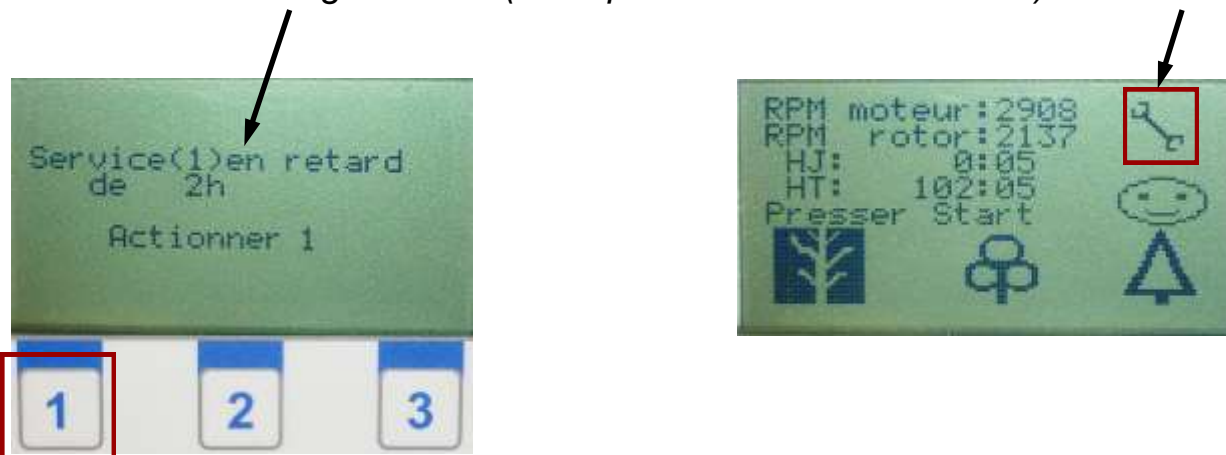 Service(1)en retard
de 2h
Actionner 1
1
2
3
RPM moteur:2908
RPM rotor:2137
HJ: 0:05
HT: 102:05
Presser Start